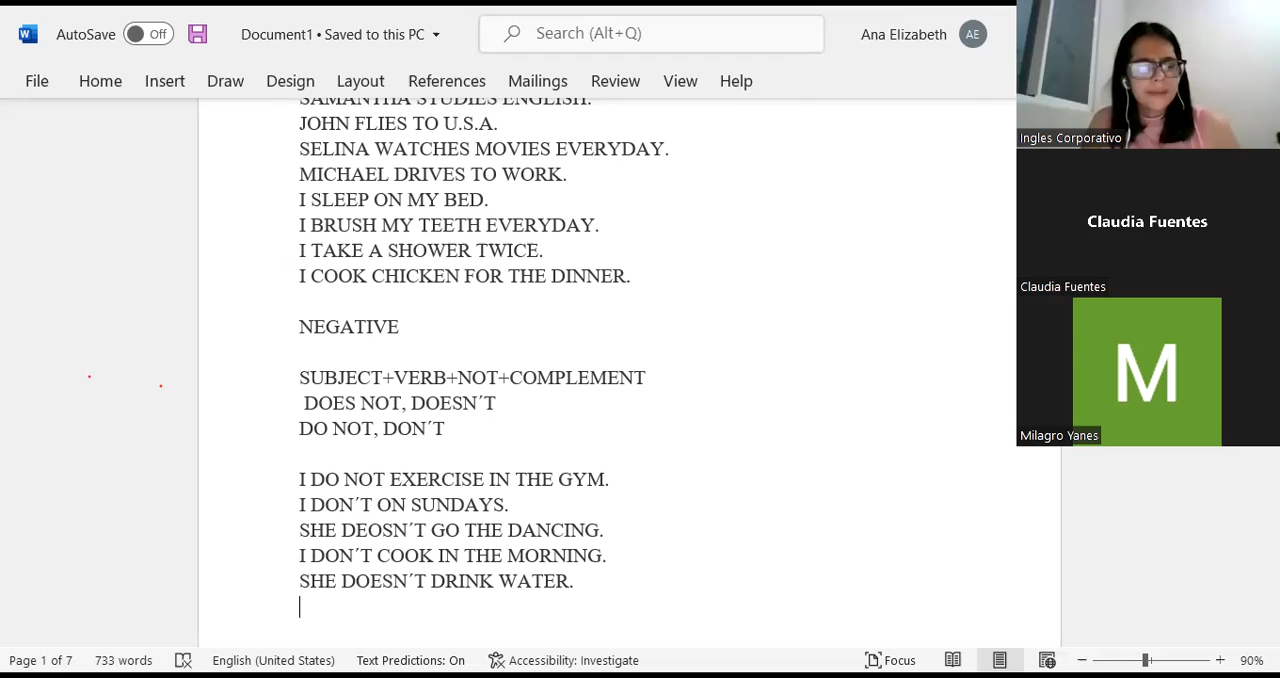 AutoSave Off Document1 • Saved to this PC Search (Alt+Q) Ana Elizabeth AE
File Home Insert Draw Design Layout References Mailings Review View Help
SAMANTHA STUDIES ENGLISH.
JOHN FLIES TO U.S.A.
SELINA WATCHES MOVIES EVERYDAY.
MICHAEL DRIVES TO WORK.
I SLEEP ON MY BED.
I BRUSH MY TEETH EVERYDAY.
I TAKE A SHOWER TWICE.
I COOK CHICKEN FOR THE DINNER.
NEGATIVE
SUBJECT+VERB+NOT+COMPLEMENT
DOES NOT, DOESN´T
DO NOT, DON´T
I DO NOT EXERCISE IN THE GYM.
I DON´T ON SUNDAYS.
SHE DEOSN´T GO THE DANCING.
I DON´T COOK IN THE MORNING.
SHE DOESN´T DRINK WATER.
Ingles Corporativo
Claudia Fuentes
Claudia Fuentes
M
Milagro Yanes
Page 1 of 7 733 words English (United States) Text Predictions: On Accessibility: Investigate Focus 90%